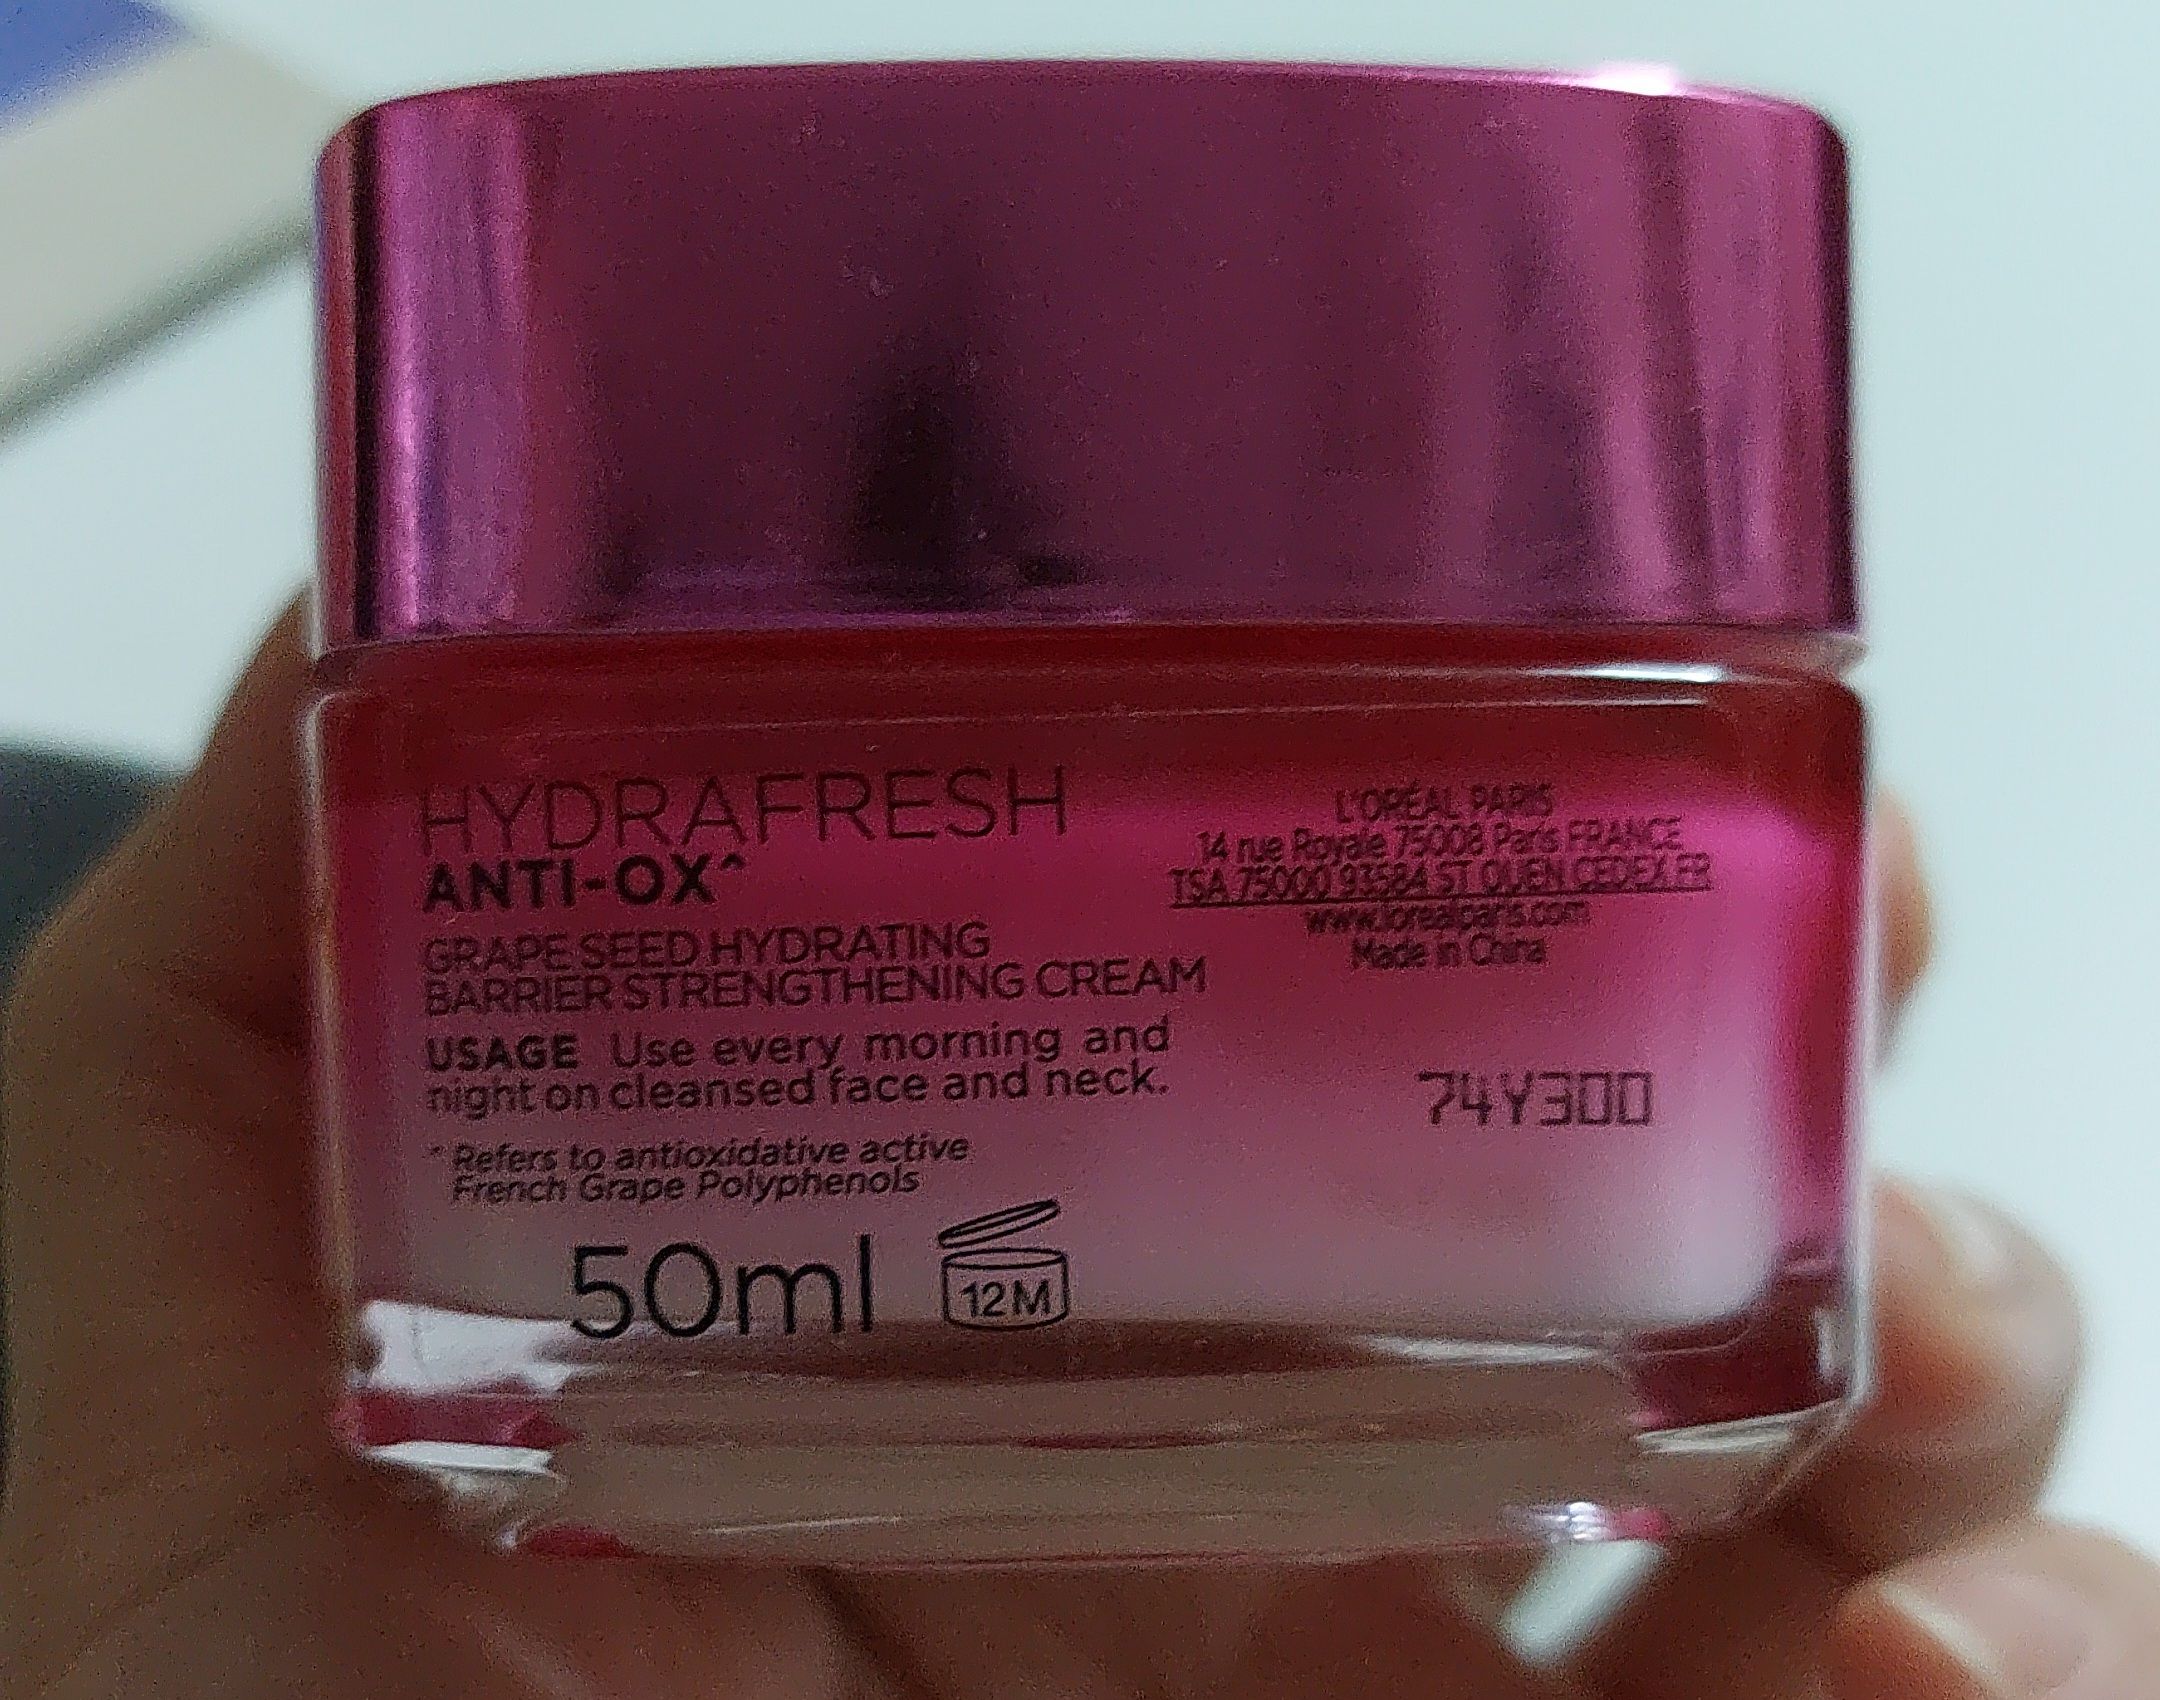 HYDRAFRESH
ANTI-OX^
GRAPE SEED HYDRATING
BARRIER STRENGTHENING CREAM
USAGE Use every morning and
night on cleansed face and neck.
^ Refers to antioxidative active
French Grape Polyphenols
50ml
12M
L'ORÉAL PARIS
14 rue Royale 75008 Paris FRANCE
TSA 75000 93584 ST OUEN CEDEX FR
www.lorealparis.com
Made in China
74Y300